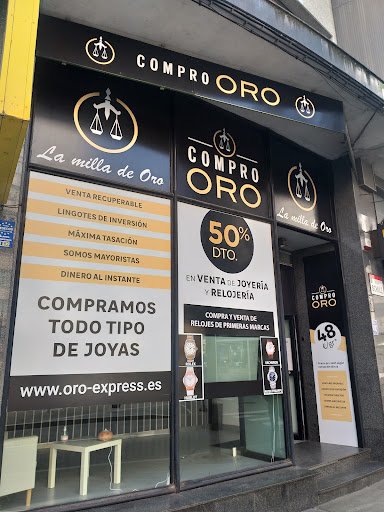 COMPRO ORO
La milla de Oro
COMPRO
ORO
La milla de Oro
VENTA RECUPERABLE
LINGOTES DE INVERSIÓN
MÁXIMA TASACIÓN
SOMOS MAYORISTAS
DINERO AL INSTANTE
COMPRAMOS
TODO TIPO
DE JOYAS
www.oro-express.es
50%
DTO.
EN VENTA DE JOYERÍA
Y RELOJERÍA
COMPRA Y VENTA DE
RELOJES DE PRIMERAS MARCAS
COMPRO
ORO
48